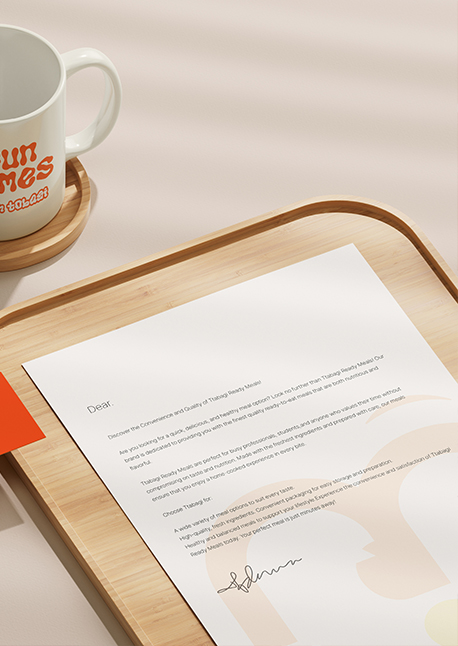 un
mes
Dear.
Discover the Convenience and Quality of Tbabagi Ready Meals!
Are you looking for a quick, delicious, and healthy meal option? Look no further than Tbabagi Ready Meals! Our
brand is dedicated to providing you with the finest quality ready-to-eat meals that are both nutritious and
flavorful.
Tbabagi Ready Meals are perfect for busy professionals, students, and anyone who values their time without
compromising on taste and nutrition. Made with the freshest ingredients and prepared with care, our meals
ensure that you enjoy a home-cooked experience in every bite.
Choose Tbabagi for:
A wide variety of meal options to suit every taste.
High-quality, fresh ingredients. Convenient packaging for easy storage and preparation.
Healthy and balanced meals to support your lifestyle. Experience the convenience and satisfaction of Tbabagi
Ready Meals today. Your perfect meal is just minutes away!